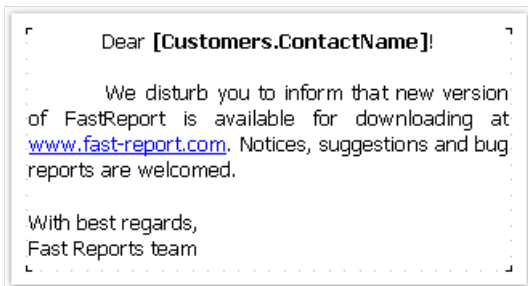 Dear [Customers.ContactName]!
We disturb you to inform that new version
of FastReport is available for downloading at
www.fast-report.com. Notices, suggestions and bug
reports are welcomed.
With best regards,
Fast Reports team